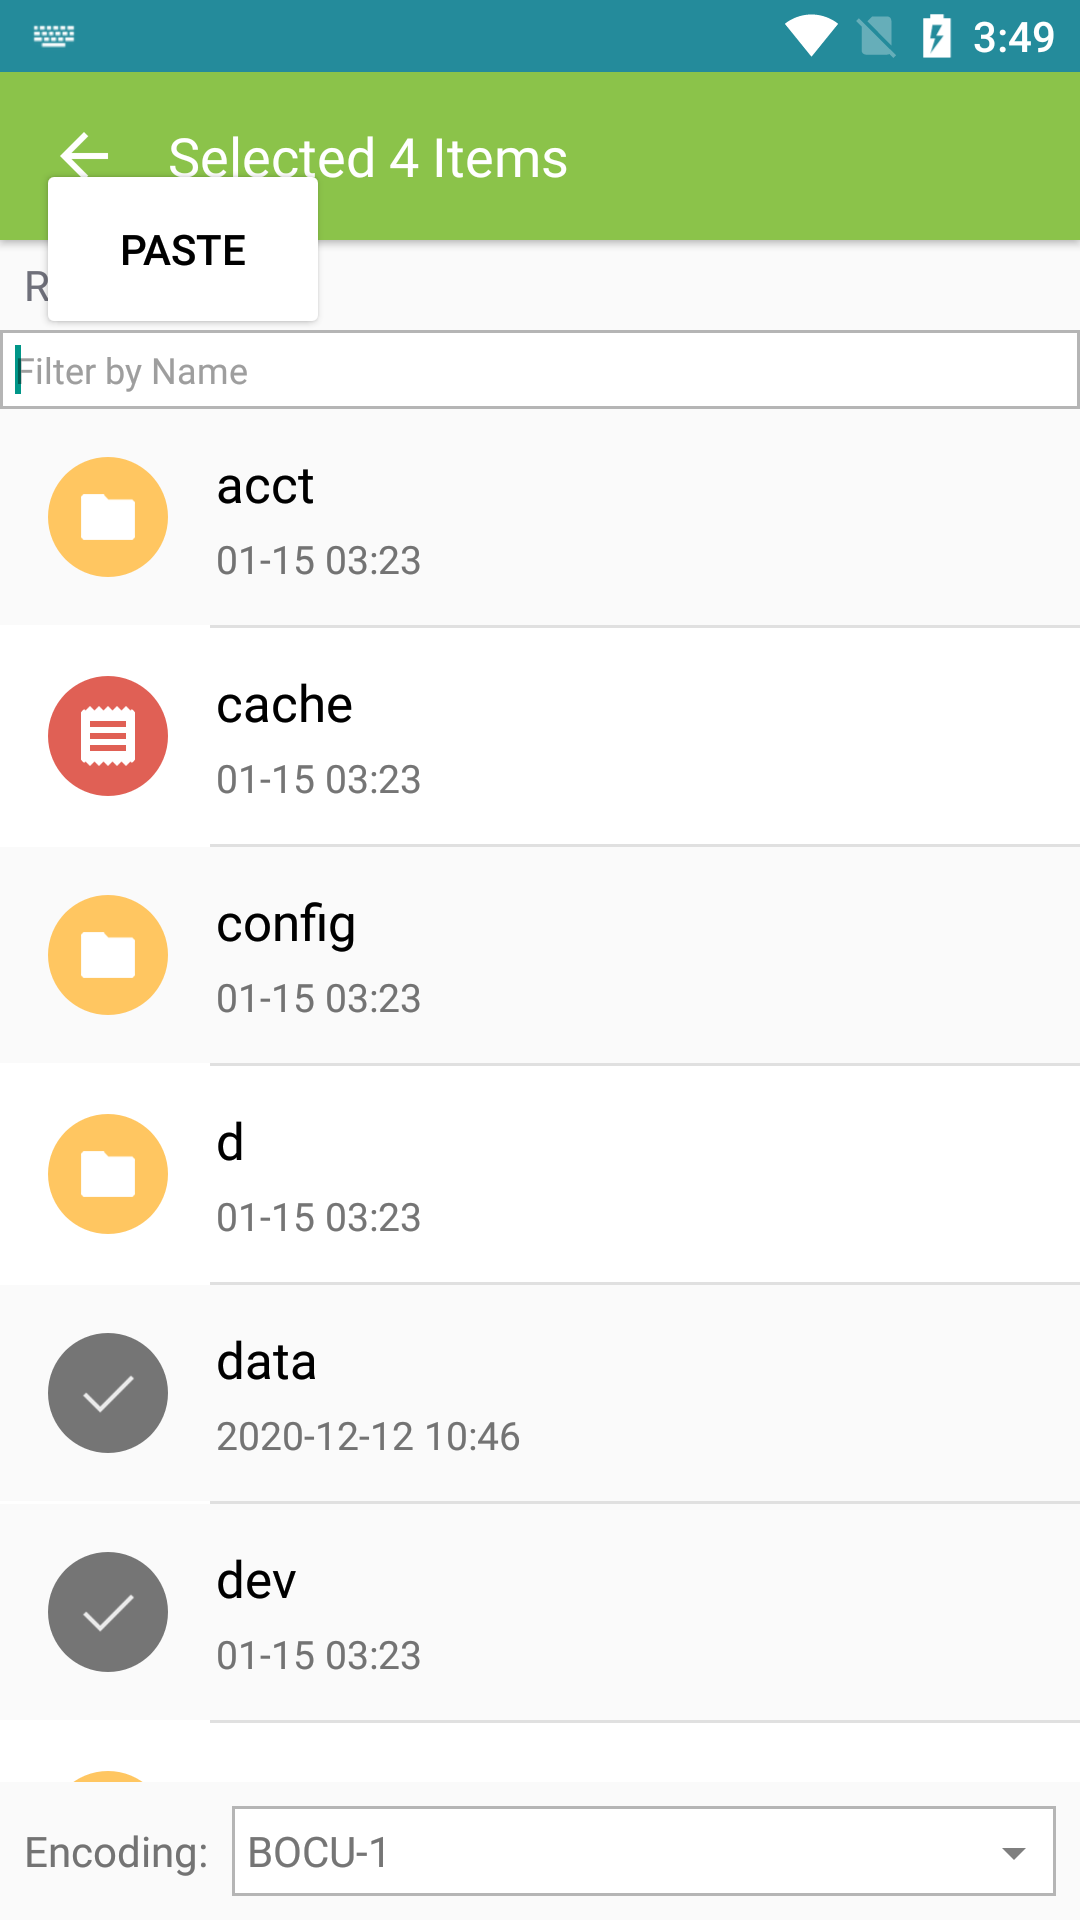 3:49
Selected 4 Items
PASTE
R
Filter by Name
acct
01-15 03:23
cache
01-15 03:23
config
01-15 03:23
d
01-15 03:23
data
2020-12-12 10:46
dev
01-15 03:23
Encoding: BOCU-1